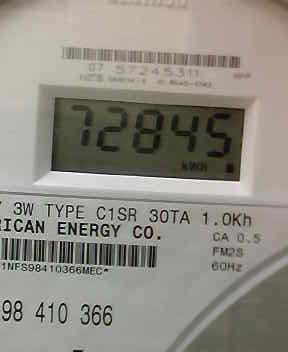 07 57245311
72845
kWH
3W TYPE C1SR 30TA 1.0Kh
RICAN ENERGY CO.
CA 0.5
FM2S
60Hz
1NFS98410366MEC*
98 410 366